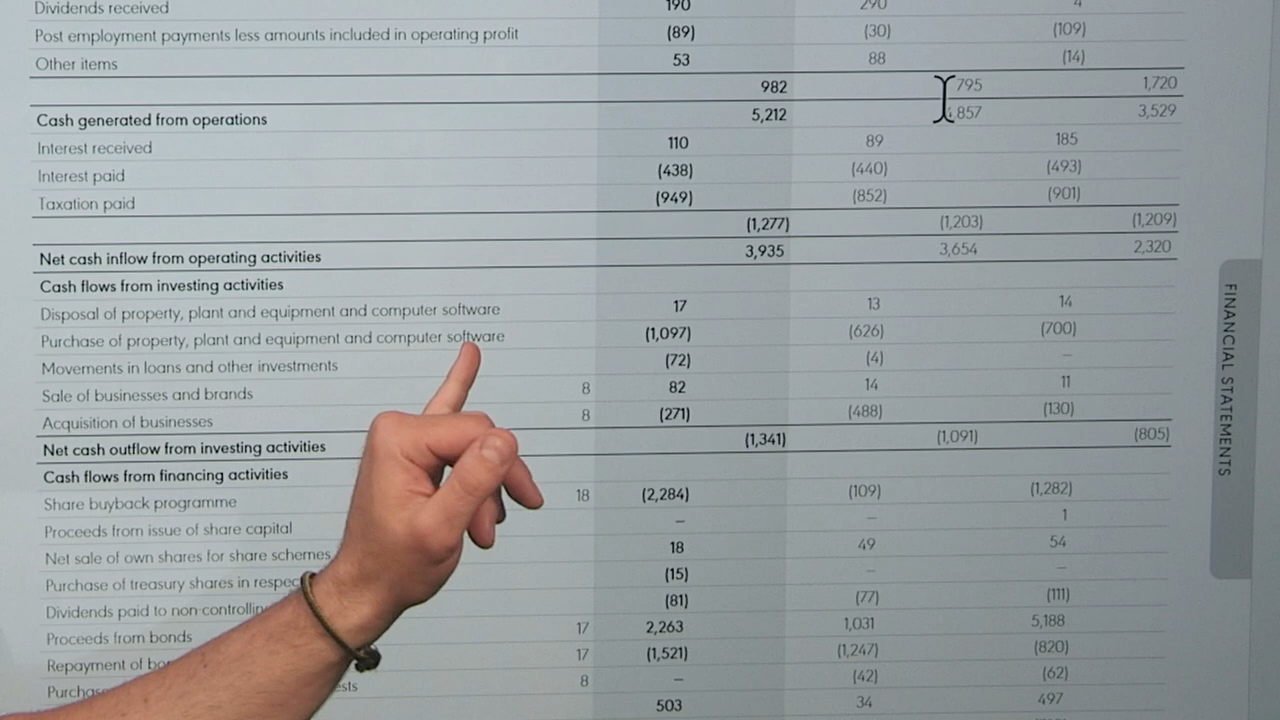 Dividends received 190 290 4
Post employment payments less amounts included in operating profit (89) (30) (109)
Other items 53 88 (14)
982 795 1,720
Cash generated from operations 5,212 857 3,529
Interest received 110 89 185
Interest paid (438) (440) (493)
Taxation paid (949) (852) (901)
(1,277) (1,203) (1,209)
Net cash inflow from operating activities 3,935 3,654 2,320
Cash flows from investing activities
Disposal of property, plant and equipment and computer software 17 13 14
Purchase of property, plant and equipment and computer software (1,097) (626) (700)
Movements in loans and other investments (72) (4) –
Sale of businesses and brands 8 82 14 11
Acquisition of businesses 8 (271) (488) (130)
Net cash outflow from investing activities (1,341) (1,091) (805)
Cash flows from financing activities
Share buyback programme 18 (2,284) (109) (1,282)
Proceeds from issue of share capital – – 1
Net sale of own shares for share schemes 18 49 54
Purchase of treasury shares in (15) – –
Dividends paid to (81) (77) (111)
Proceeds from bonds 17 2,263 1,031 5,188
Repayment of 17 (1,521) (1,247) (820)
8 – (42) (62)
503 34 497
FINANCIAL STATEMENTS